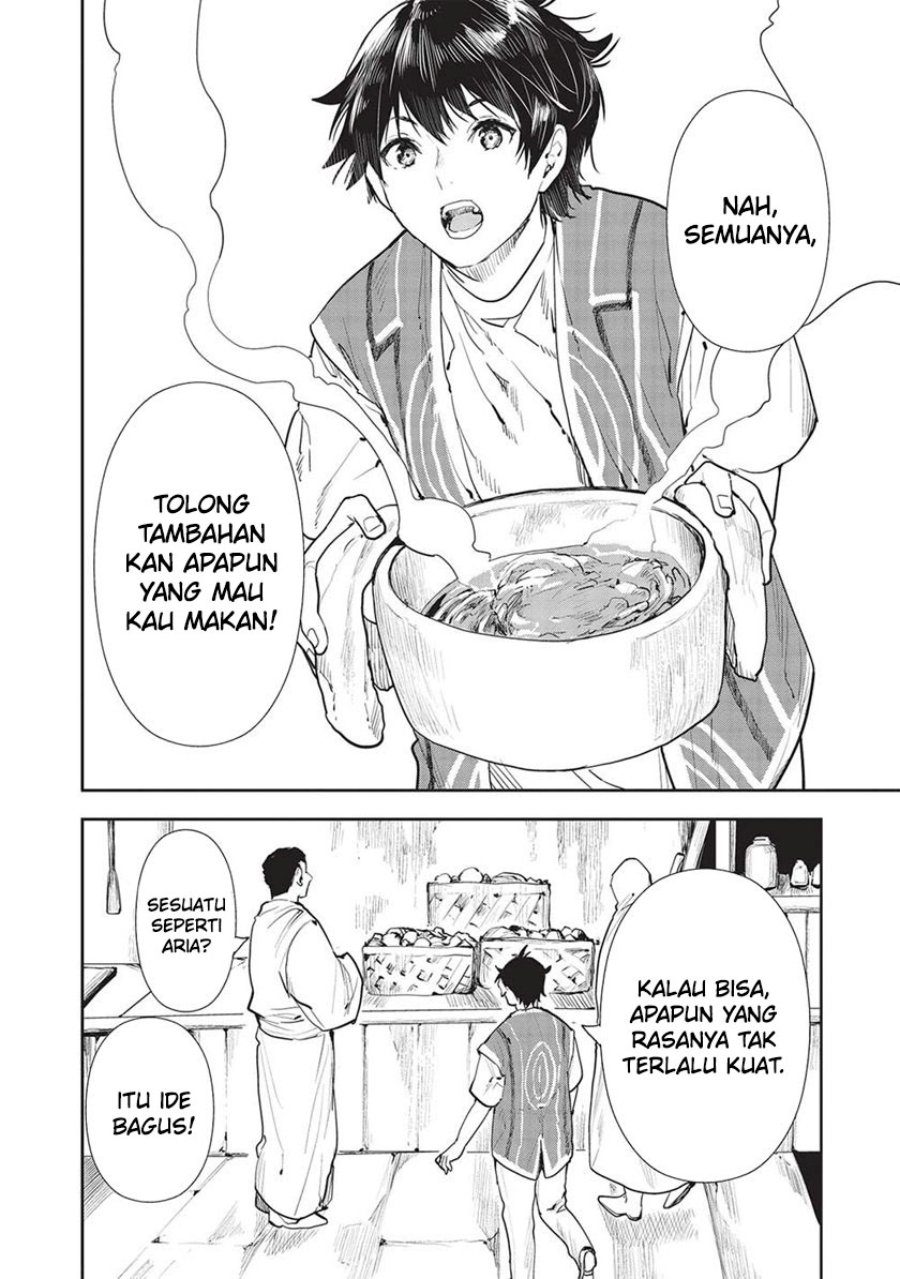 NAH,
SEMUANYA,
TOLONG
TAMBAHAN
KAN APAPUN
YANG MAU
KAU MAKAN!
KALAU BISA,
APAPUN YANG
RASANYA TAK
TERLALU KUAT.
SESUATU
SEPERTI
ARIA?
ITU IDE
BAGUS!